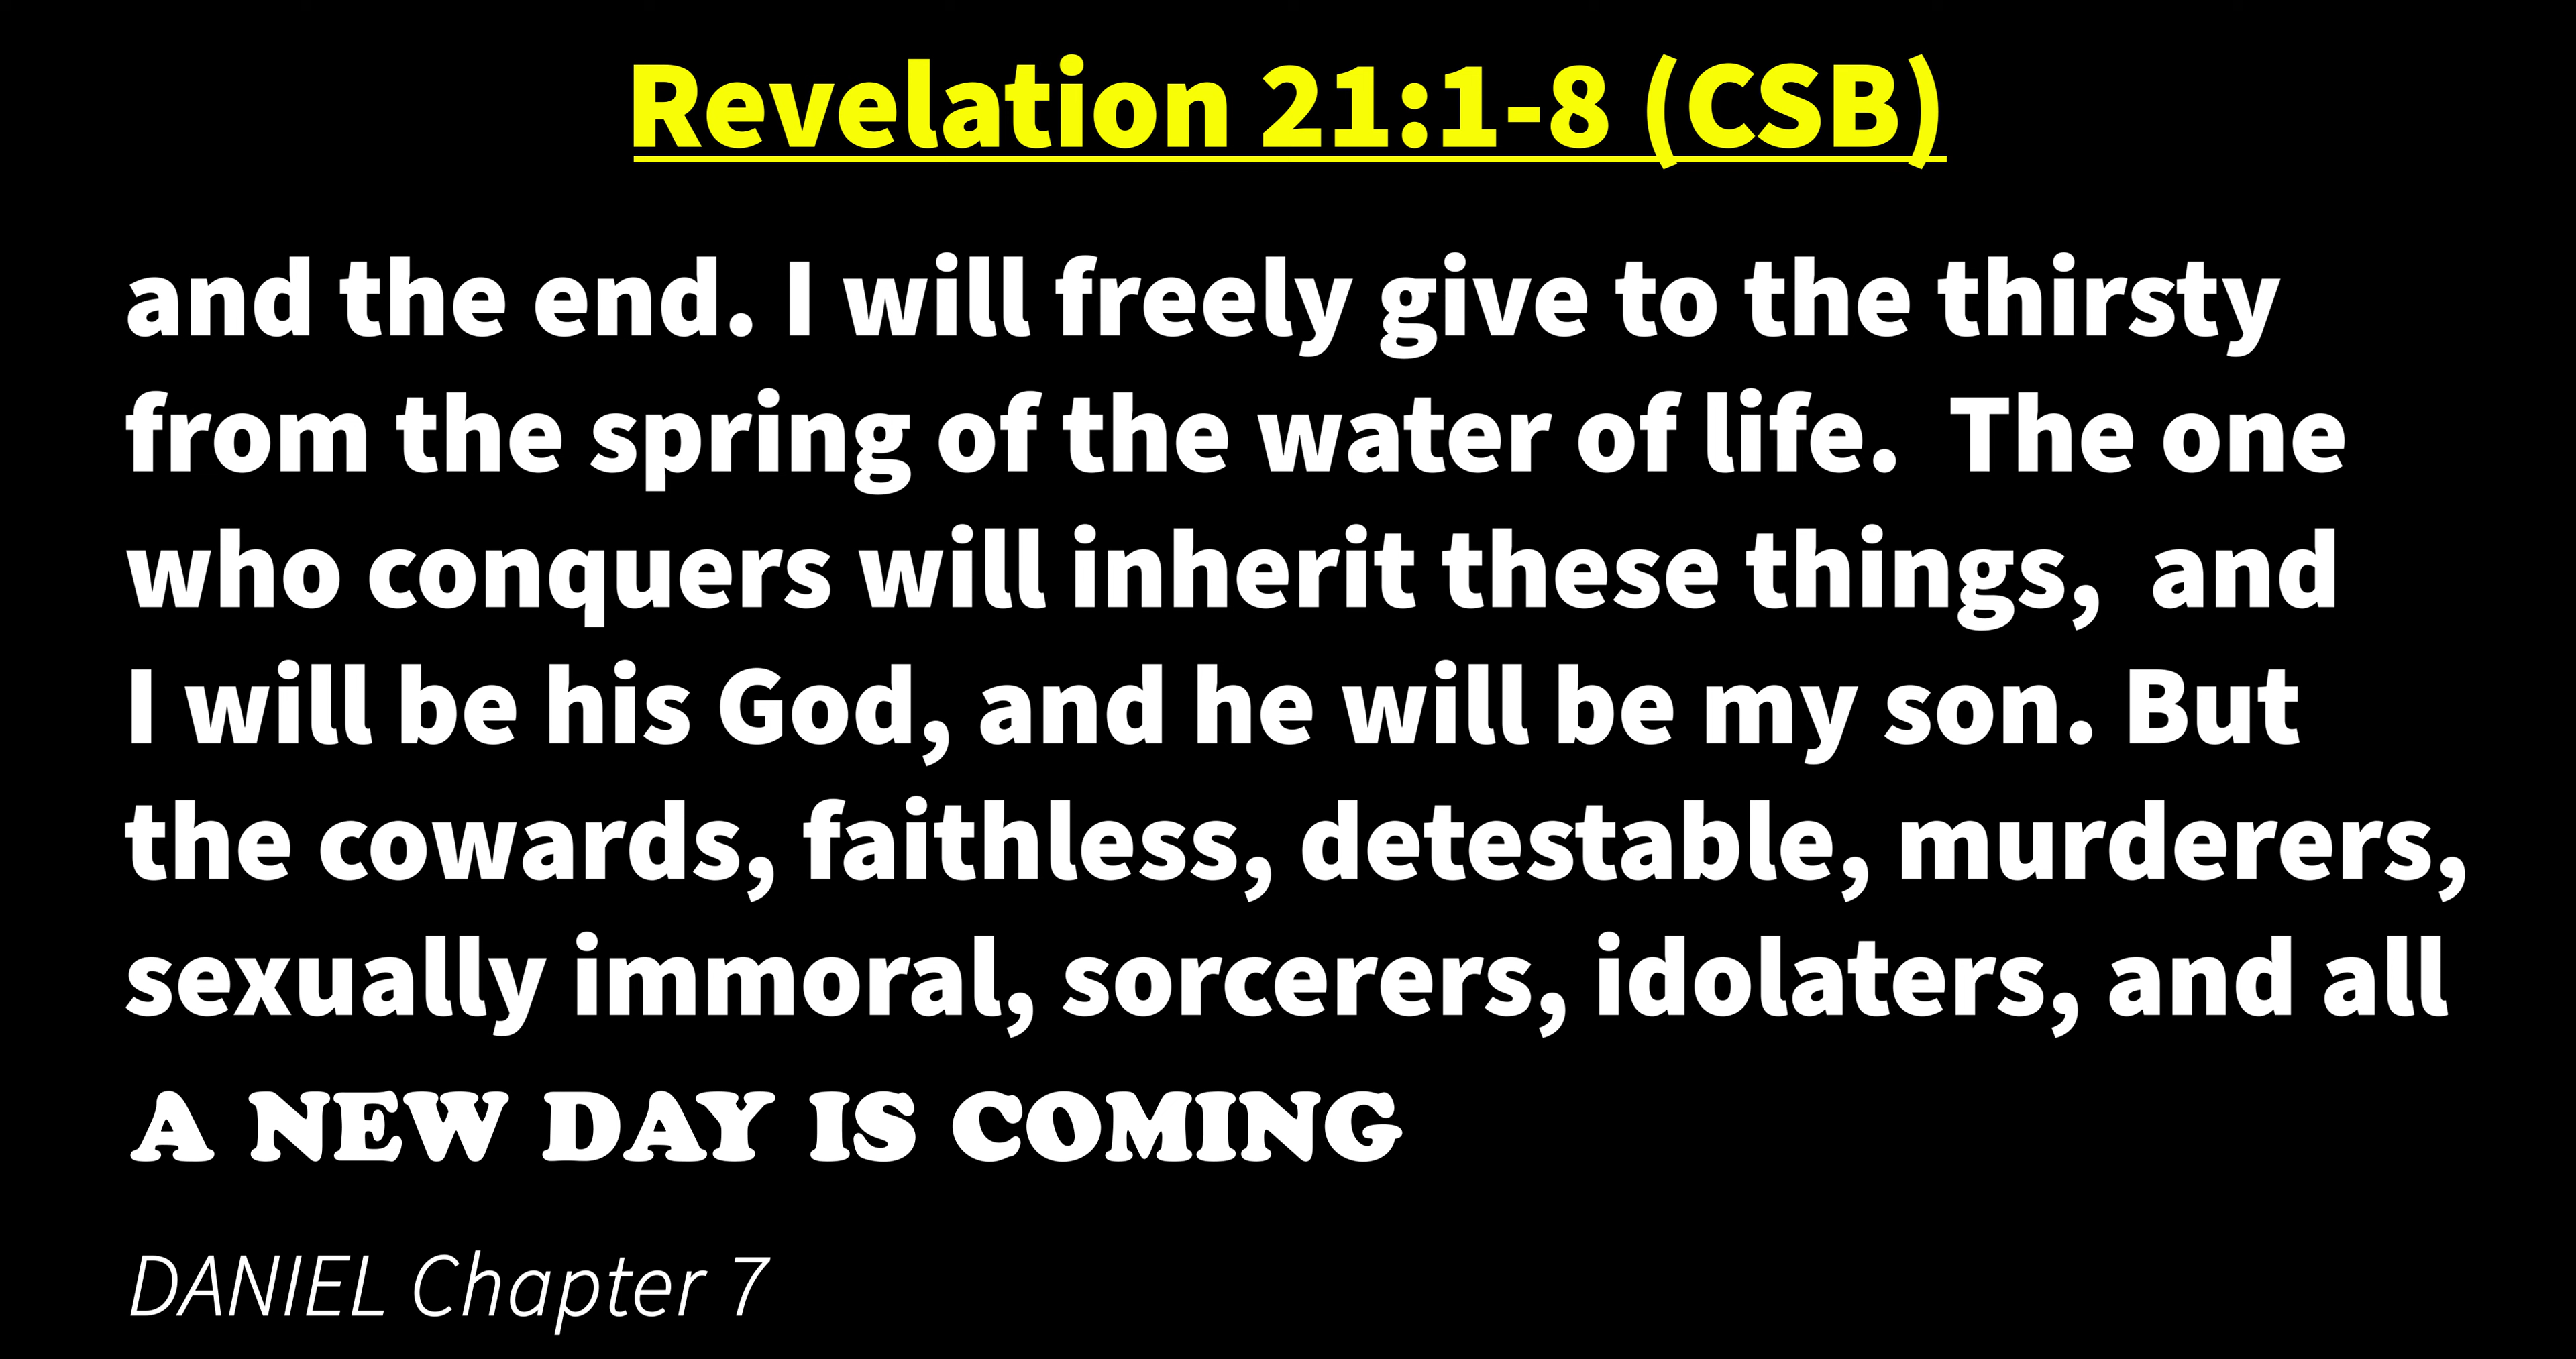 Revelation 21:1-8 (CSB)
and the end. I will freely give to the thirsty
from the spring of the water of life.  The one
who conquers will inherit these things,  and
I will be his God, and he will be my son. But
the cowards, faithless, detestable, murderers,
sexually immoral, sorcerers, idolaters, and all
A NEW DAY IS COMING
DANIEL Chapter 7